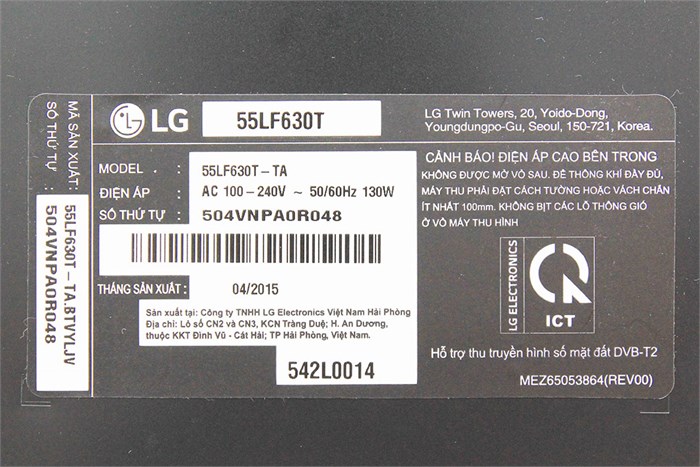 LG
55LF630T
LG Twin Towers, 20, Yoido-Dong,
Youngdungpo-Gu, Seoul, 150-721, Korea.
MÃ SẢN XUẤT: 55LF630T-TA.BTVYLJV
SỐ THỨ TỰ : 504VNPA0R048
MODEL : 55LF630T-TA
ĐIỆN ÁP : AC 100-240V ~ 50/60Hz 130W
SỐ THỨ TỰ : 504VNPA0R048
THÁNG SẢN XUẤT : 04/2015
Sản xuất tại: Công ty TNHH LG Electronics Việt Nam Hải Phòng
Địa chỉ: Lô số CN2 và CN3, KCN Tràng Duệ; H. An Dương,
thuộc KKT Đình Vũ - Cát Hải; TP Hải Phòng, Việt Nam.
542L0014
CẢNH BÁO! ĐIỆN ÁP CAO BÊN TRONG
KHÔNG ĐƯỢC MỞ VỎ SAU. ĐỂ THÔNG KHÍ ĐẦY ĐỦ,
MÁY THU PHẢI ĐẶT CÁCH TƯỜNG HOẶC VÁCH CHẮN
ÍT NHẤT 100mm. KHÔNG BỊT CÁC LỖ THÔNG GIÓ
Ở VỎ MÁY THU HÌNH
LG ELECTRONICS
ICT
Hỗ trợ thu truyền hình số mặt đất DVB-T2
MEZ65053864(REV00)